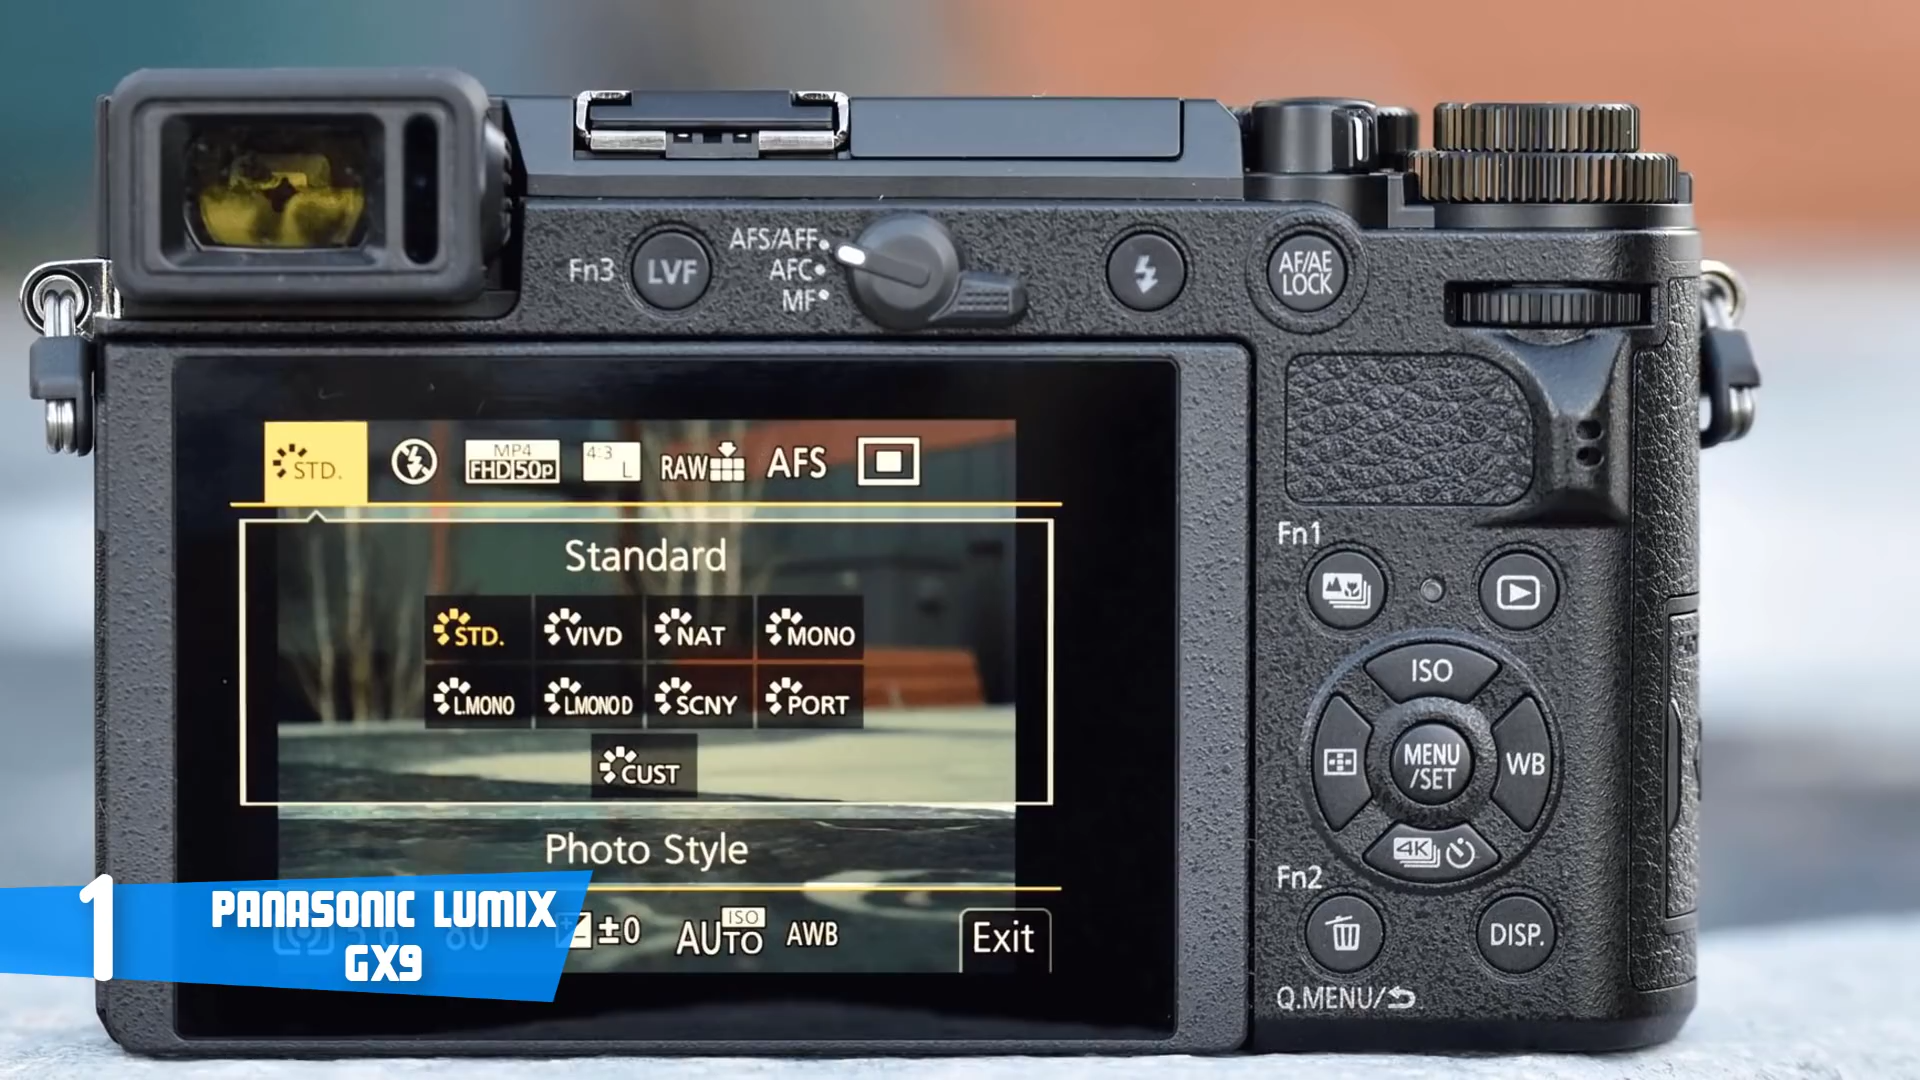 Fn3
LVF
AFS/AFF
AFC
MF
AF/AE
LOCK
STD.
MP4
FHD 50p
4:3
L
RAW
AFS
Standard
STD.
VIVD
NAT
MONO
L.MONO
L.MONO D
SCNY
PORT
CUST
Photo Style
±0
ISO
AUTO
AWB
Exit
Fn1
ISO
MENU
/SET
WB
4K
Fn2
DISP.
Q.MENU/
1
PANASONIC LUMIX
GX9